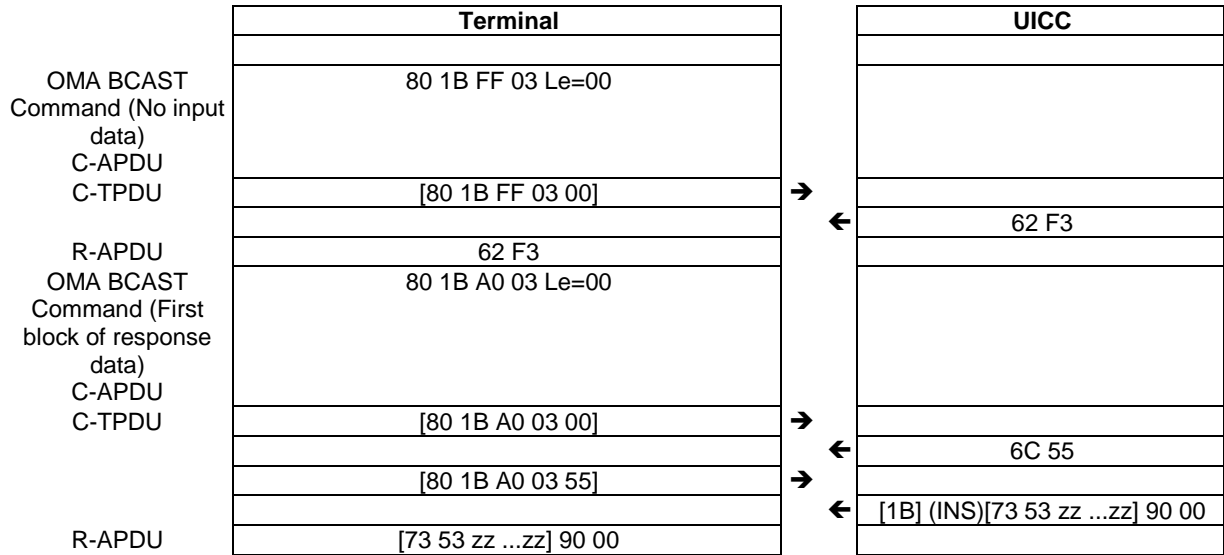 Terminal UICC
OMA BCAST 80 1B FF 03 Le=00
Command (No input
data)
C-APDU
C-TPDU [80 1B FF 03 00] ➔
🡸 62 F3
R-APDU 62 F3
OMA BCAST 80 1B A0 03 Le=00
Command (First
block of response
data)
C-APDU
C-TPDU [80 1B A0 03 00] ➔
🡸 6C 55
[80 1B A0 03 55] ➔
🡸 [1B] (INS)[73 53 zz ...zz] 90 00
R-APDU [73 53 zz ...zz] 90 00